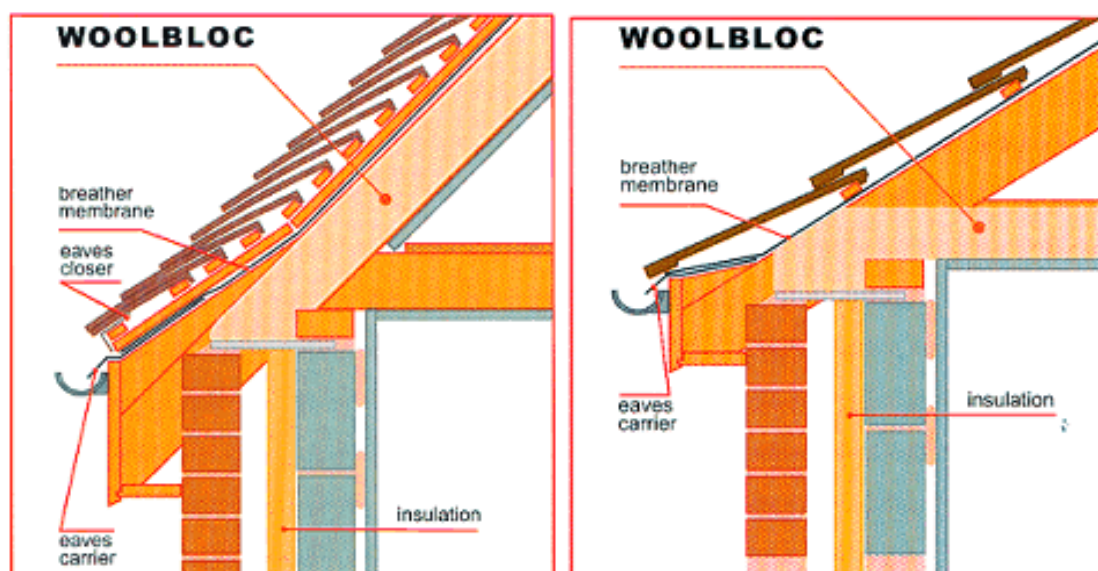 WOOLBLOC
breather
membrane
eaves
closer
insulation
eaves
carrier
WOOLBLOC
breather
membrane
eaves
carrier
insulation